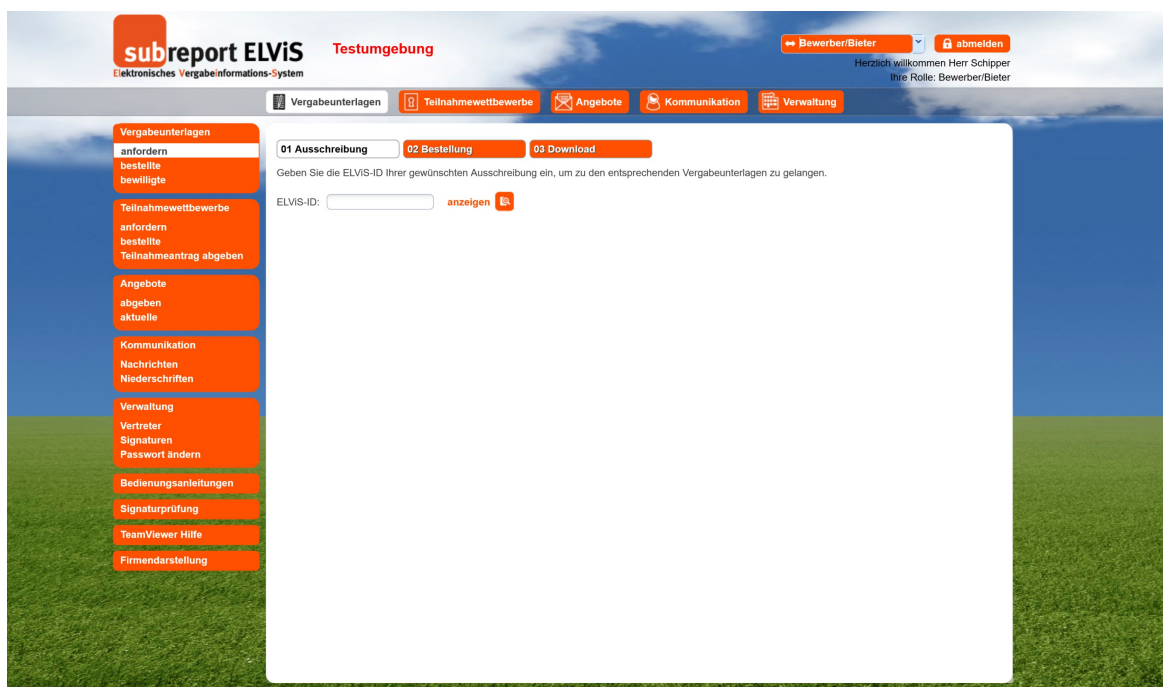 subreport ELViS
Elektronisches Vergabeinformations-System
Testumgebung
Bewerber/Bieter
abmelden
Herzlich willkommen Herr Schipper
Ihre Rolle: Bewerber/Bieter
Vergabeunterlagen
Teilnahmewettbewerbe
Angebote
Kommunikation
Verwaltung
Vergabeunterlagen
anfordern
bestellte
bewilligte
Teilnahmewettbewerbe
anfordern
bestellte
Teilnahmeantrag abgeben
Angebote
abgeben
aktuelle
Kommunikation
Nachrichten
Niederschriften
Verwaltung
Vertreter
Signaturen
Passwort ändern
Bedienungsanleitungen
Signaturprüfung
TeamViewer Hilfe
Firmendarstellung
01 Ausschreibung
02 Bestellung
03 Download
Geben Sie die ELViS-ID Ihrer gewünschten Ausschreibung ein, um zu den entsprechenden Vergabeunterlagen zu gelangen.
ELViS-ID:
anzeigen